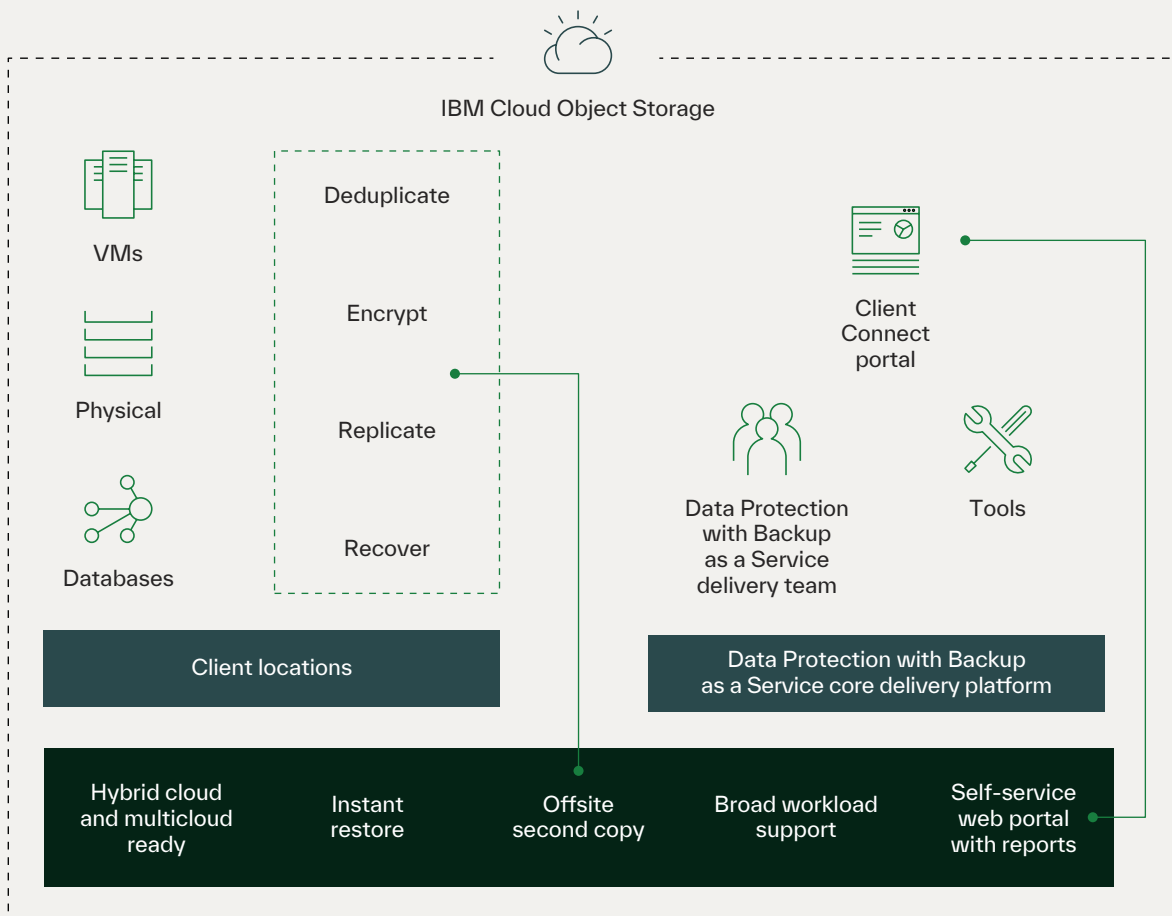 IBM Cloud Object Storage
VMs
Physical
Databases
Deduplicate
Encrypt
Replicate
Recover
Client
Connect
portal
Data Protection
with Backup
as a Service
delivery team
Tools
Client locations
Data Protection with Backup
as a Service core delivery platform
Hybrid cloud
and multicloud
ready
Instant
restore
Offsite
second copy
Broad workload
support
Self-service
web portal
with reports